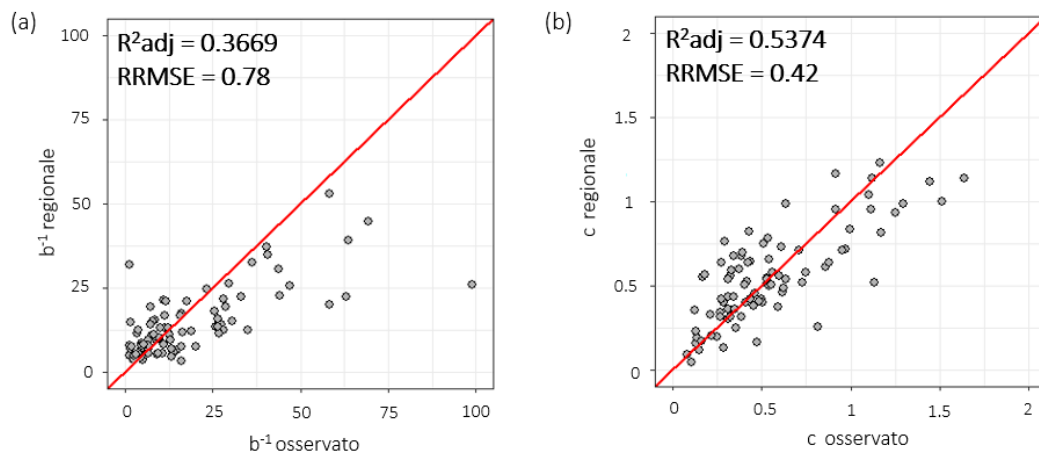 (a)
R²adj = 0.3669
RRMSE = 0.78
100
75
50
25
0
b⁻¹ regionale
0 25 50 75 100
b⁻¹ osservato
(b)
R²adj = 0.5374
RRMSE = 0.42
2
1.5
1
0.5
0
c regionale
0 0.5 1 1.5 2
c osservato